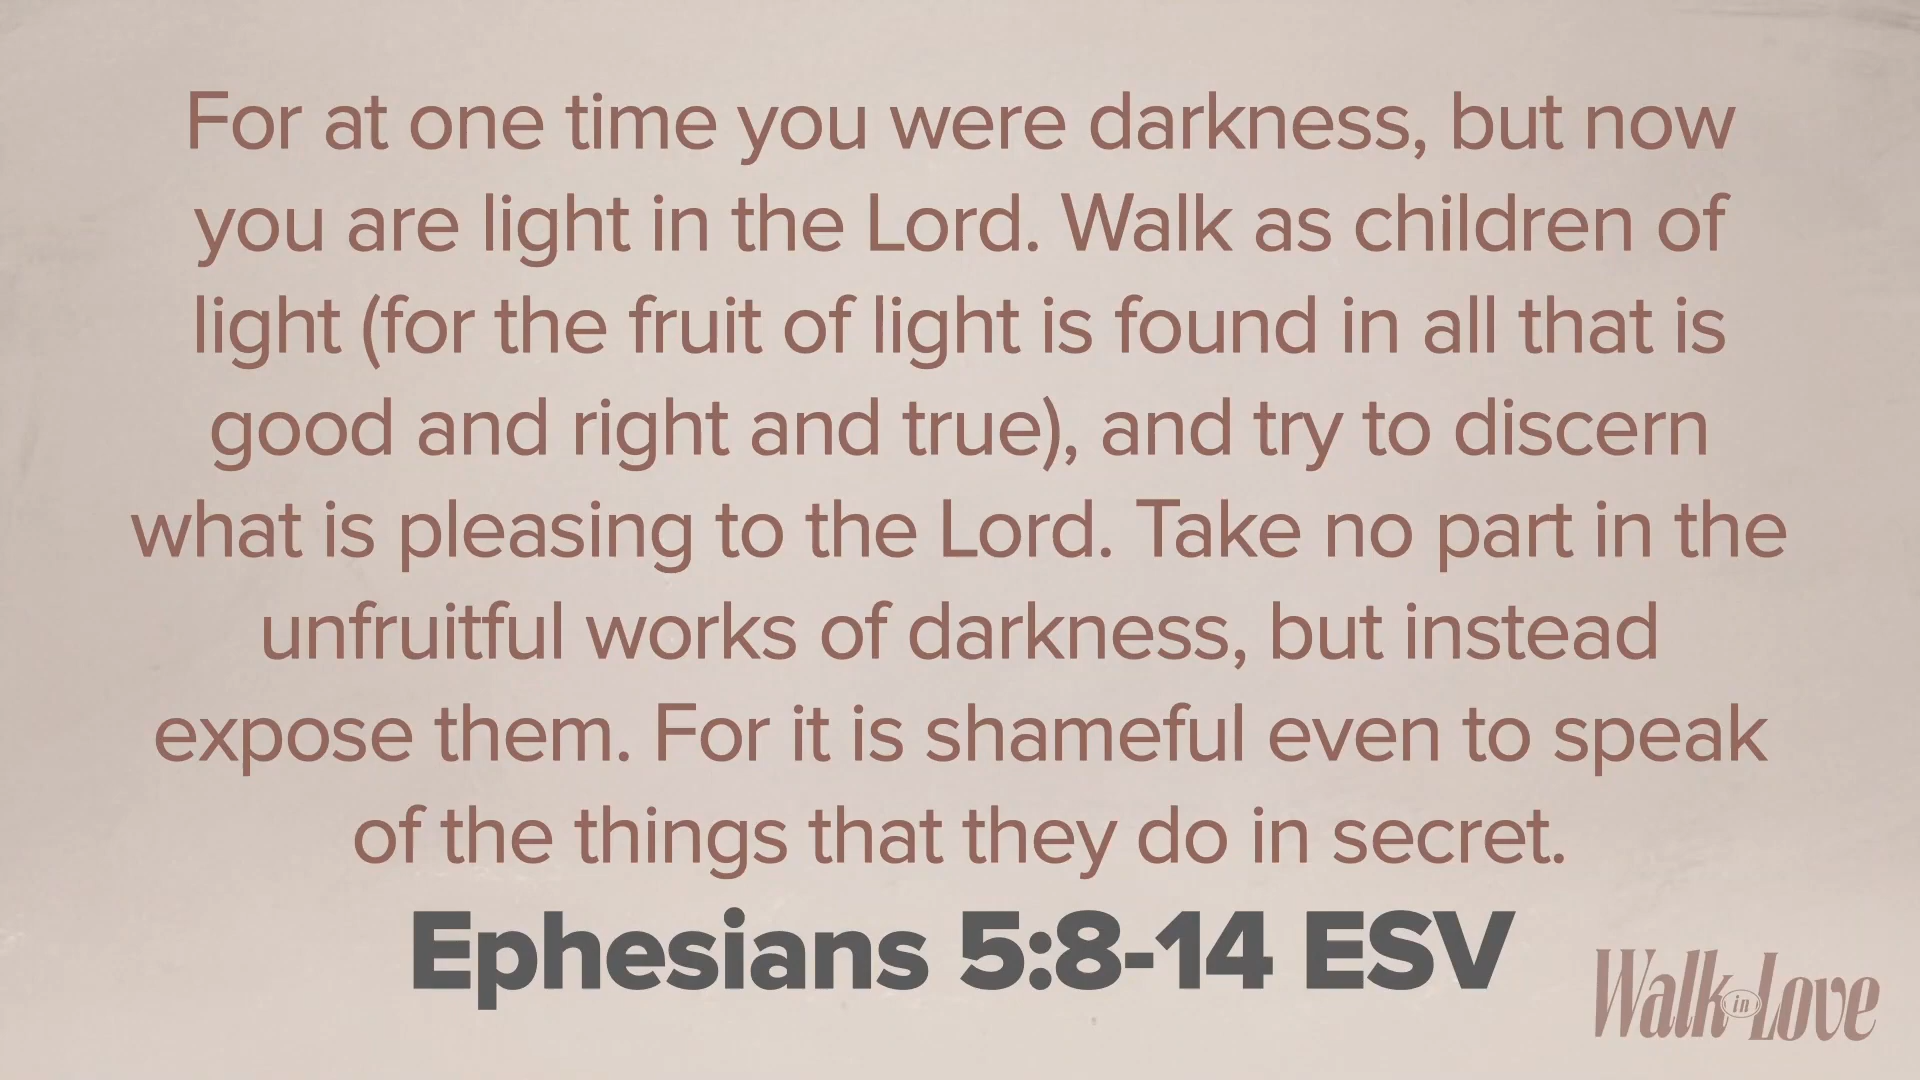 For at one time you were darkness, but now
you are light in the Lord. Walk as children of
light (for the fruit of light is found in all that is
good and right and true), and try to discern
what is pleasing to the Lord. Take no part in the
unfruitful works of darkness, but instead
expose them. For it is shameful even to speak
of the things that they do in secret.
Ephesians 5:8-14 ESV
Walk in Love